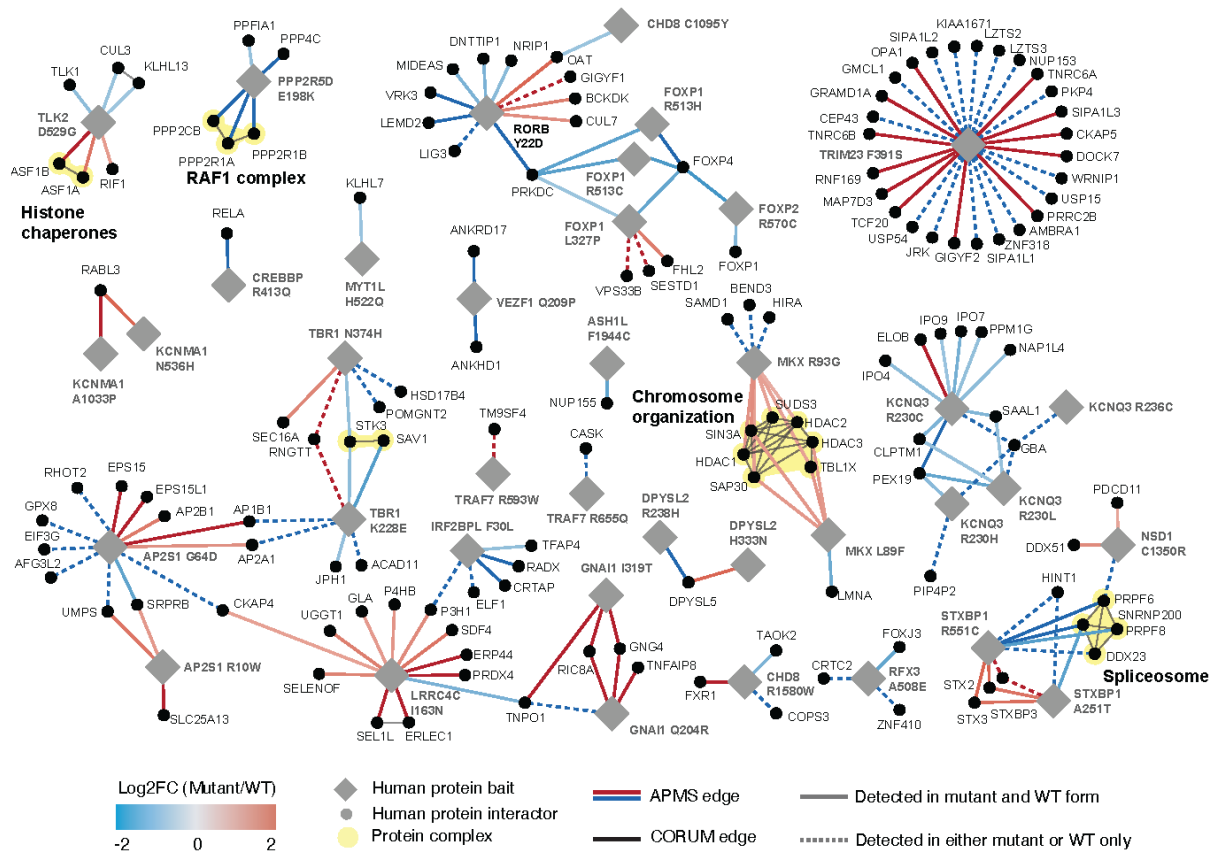 PPFIA1
PPP4C
CUL3
KLHL13
TLK1
PPP2R5D
E198K
TLK2
D529G
PPP2CB
PPP2R1A
PPP2R1B
ASF1B
ASF1A
RIF1
RAF1 complex
Histone
chaperones
DNTTIP1
NRIP1
CHD8 C1095Y
OAT
MIDEAS
GIGYF1
VRK3
BCKDK
LEMD2
CUL7
RORB
Y22D
LIG3
FOXP1
R513H
FOXP1
R513C
FOXP4
PRKDC
FOXP1
L327P
FOXP2
R570C
FOXP1
FHL2
SESTD1
VPS33B
KIAA1671
SIPA1L2
LZTS2
OPA1
LZTS3
GMCL1
NUP153
GRAMD1A
TNRC6A
CEP43
PKP4
TNRC6B
SIPA1L3
TRIM23 F391S
CKAP5
DOCK7
RNF169
WRNIP1
MAP7D3
USP15
TCF20
PRRC2B
USP54
AMBRA1
JRK
ZNF318
GIGYF2
SIPA1L1
RELA
CREBBP
R413Q
KLHL7
MYT1L
H522Q
ANKRD17
VEZF1 Q209P
ANKHD1
RABL3
KCNMA1
N536H
KCNMA1
A1033P
TBR1 N374H
HSD17B4
POMGNT2
STK3
SAV1
SEC16A
RNGTT
TBR1
K228E
JPH1
ACAD11
ASH1L
F1944C
NUP155
TM9SF4
TRAF7 R593W
CASK
TRAF7 R655Q
BEND3
SAMD1
HIRA
MKX R93G
Chromosome
organization
SUDS3
SIN3A
HDAC2
HDAC3
HDAC1
TBL1X
SAP30
MKX L89F
LMNA
IPO9
IPO7
ELOB
PPM1G
IPO4
NAP1L4
KCNQ3
R230C
SAAL1
KCNQ3 R236C
CLPTM1
GBA
PEX19
KCNQ3
R230L
KCNQ3
R230H
PIP4P2
PDCD11
NSD1
C1350R
DDX51
HINT1
PRPF6
SNRNP200
PRPF8
DDX23
Spliceosome
STXBP1
R551C
STX2
STX3
STXBP3
STXBP1
A251T
RHOT2
EPS15
EPS15L1
GPX8
AP2B1
AP1B1
EIF3G
AP2S1 G64D
AP2A1
AFG3L2
UMPS
SRPRB
CKAP4
AP2S1 R10W
SLC25A13
IRF2BPL F30L
TFAP4
RADX
CRTAP
ELF1
P3H1
P4HB
GLA
UGGT1
SDF4
ERP44
PRDX4
SELENOF
LRRC4C
I163N
SEL1L
ERLEC1
TNPO1
GNAI1 I319T
GNG4
RIC8A
TNFAIP8
GNAI1 Q204R
DPYSL2
R238H
DPYSL2
H333N
DPYSL5
TAOK2
FXR1
CHD8
R1580W
COPS3
FOXJ3
CRTC2
RFX3
A508E
ZNF410
Log2FC (Mutant/WT)
-2
0
2
Human protein bait
Human protein interactor
Protein complex
APMS edge
CORUM edge
Detected in mutant and WT form
Detected in either mutant or WT only